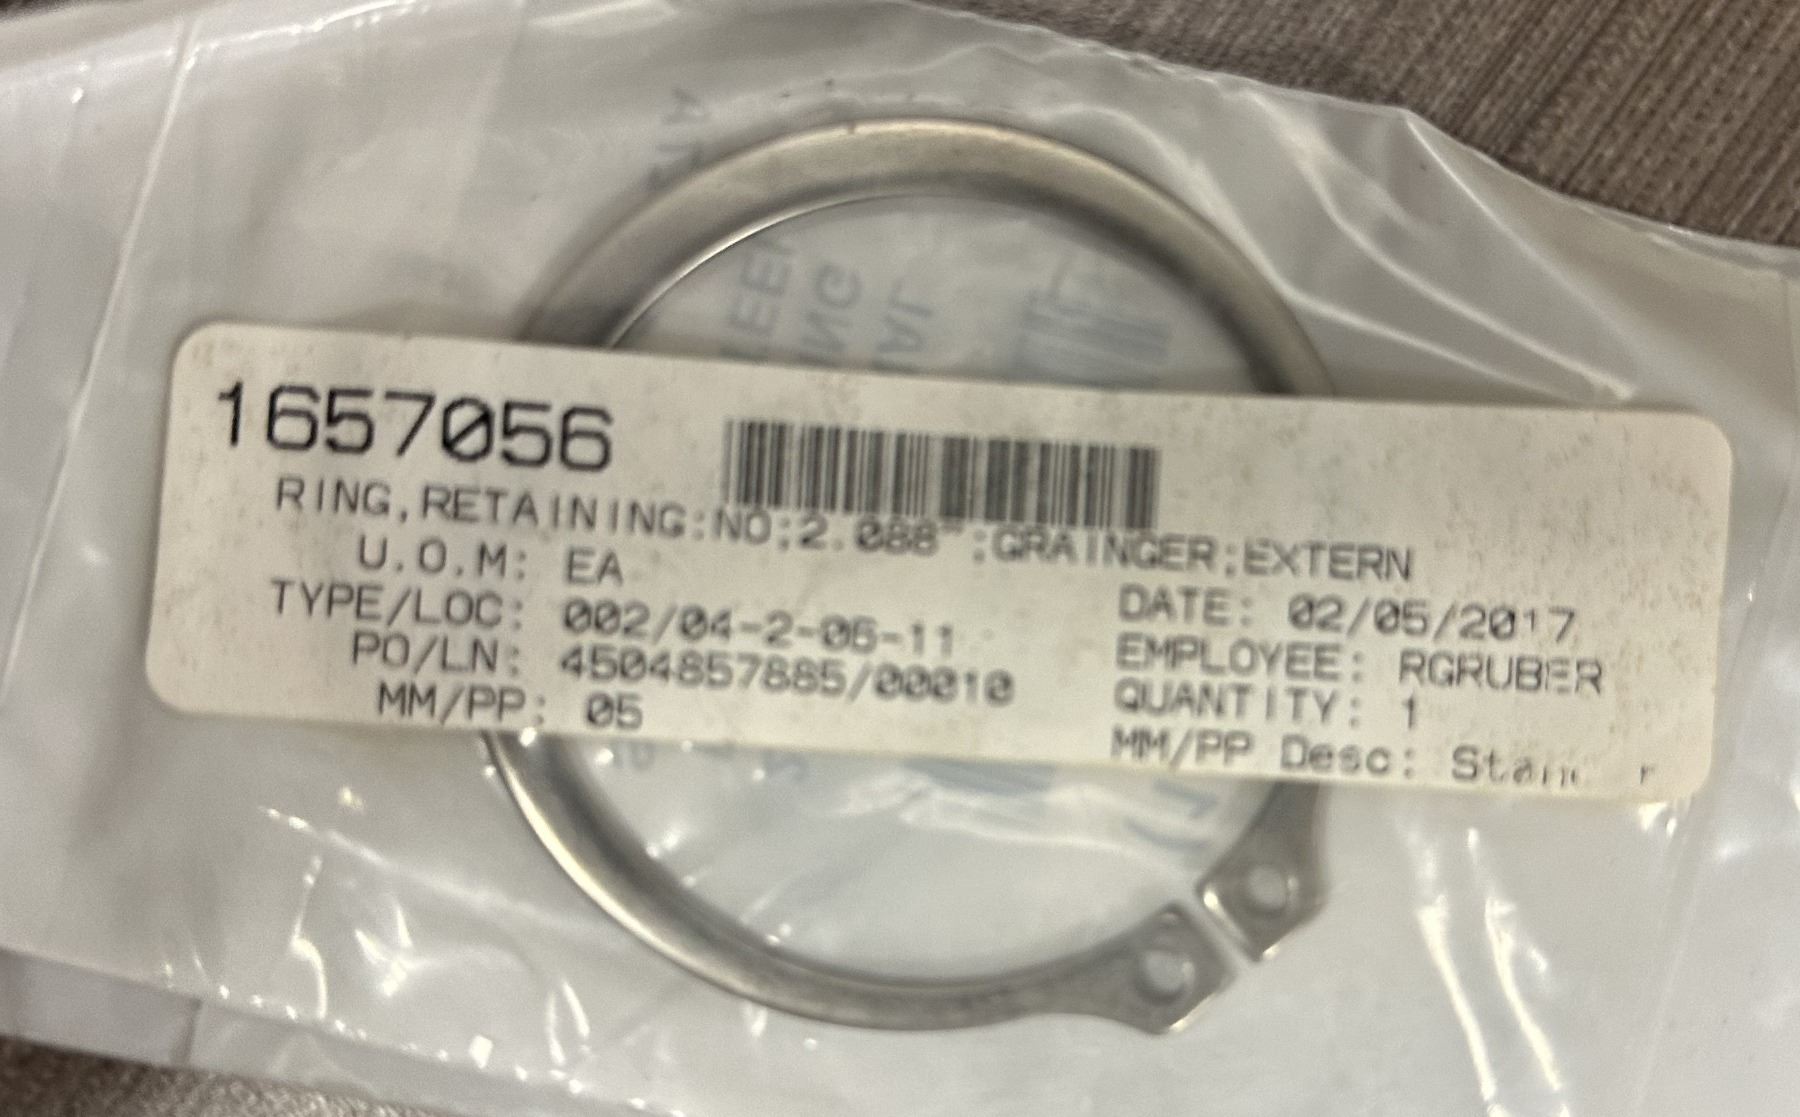 1657056
RING,RETAINING:NO;2.088";GRAINGER;EXTERN
U.O.M: EA
TYPE/LOC: 002/04-2-06-11
DATE: 02/05/2017
PO/LN: 4504857885/00010
EMPLOYEE: RGRUBER
MM/PP: 05
QUANTITY: 1
MM/PP Desc: